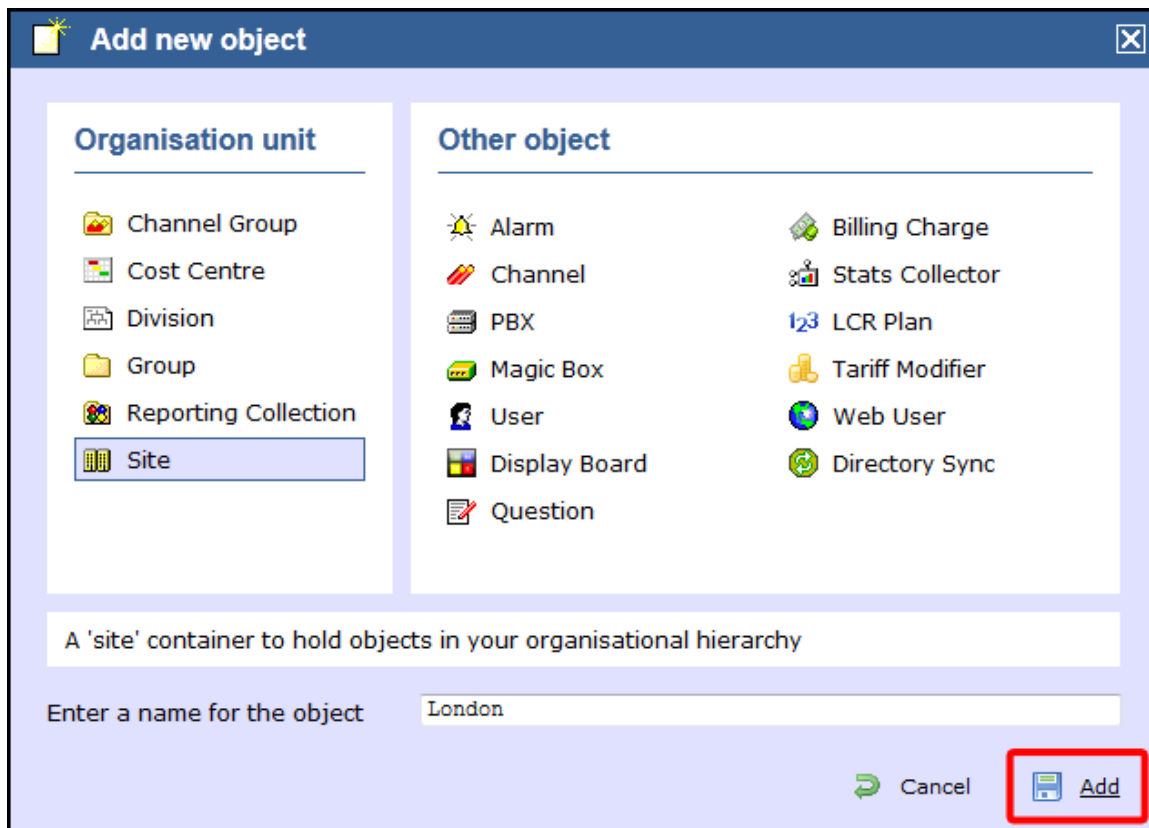 Add new object
Organisation unit
Channel Group
Cost Centre
Division
Group
Reporting Collection
Site
Other object
Alarm
Channel
PBX
Magic Box
User
Display Board
Question
Billing Charge
Stats Collector
123 LCR Plan
Tariff Modifier
Web User
Directory Sync
A 'site' container to hold objects in your organisational hierarchy
Enter a name for the object London
Cancel Add